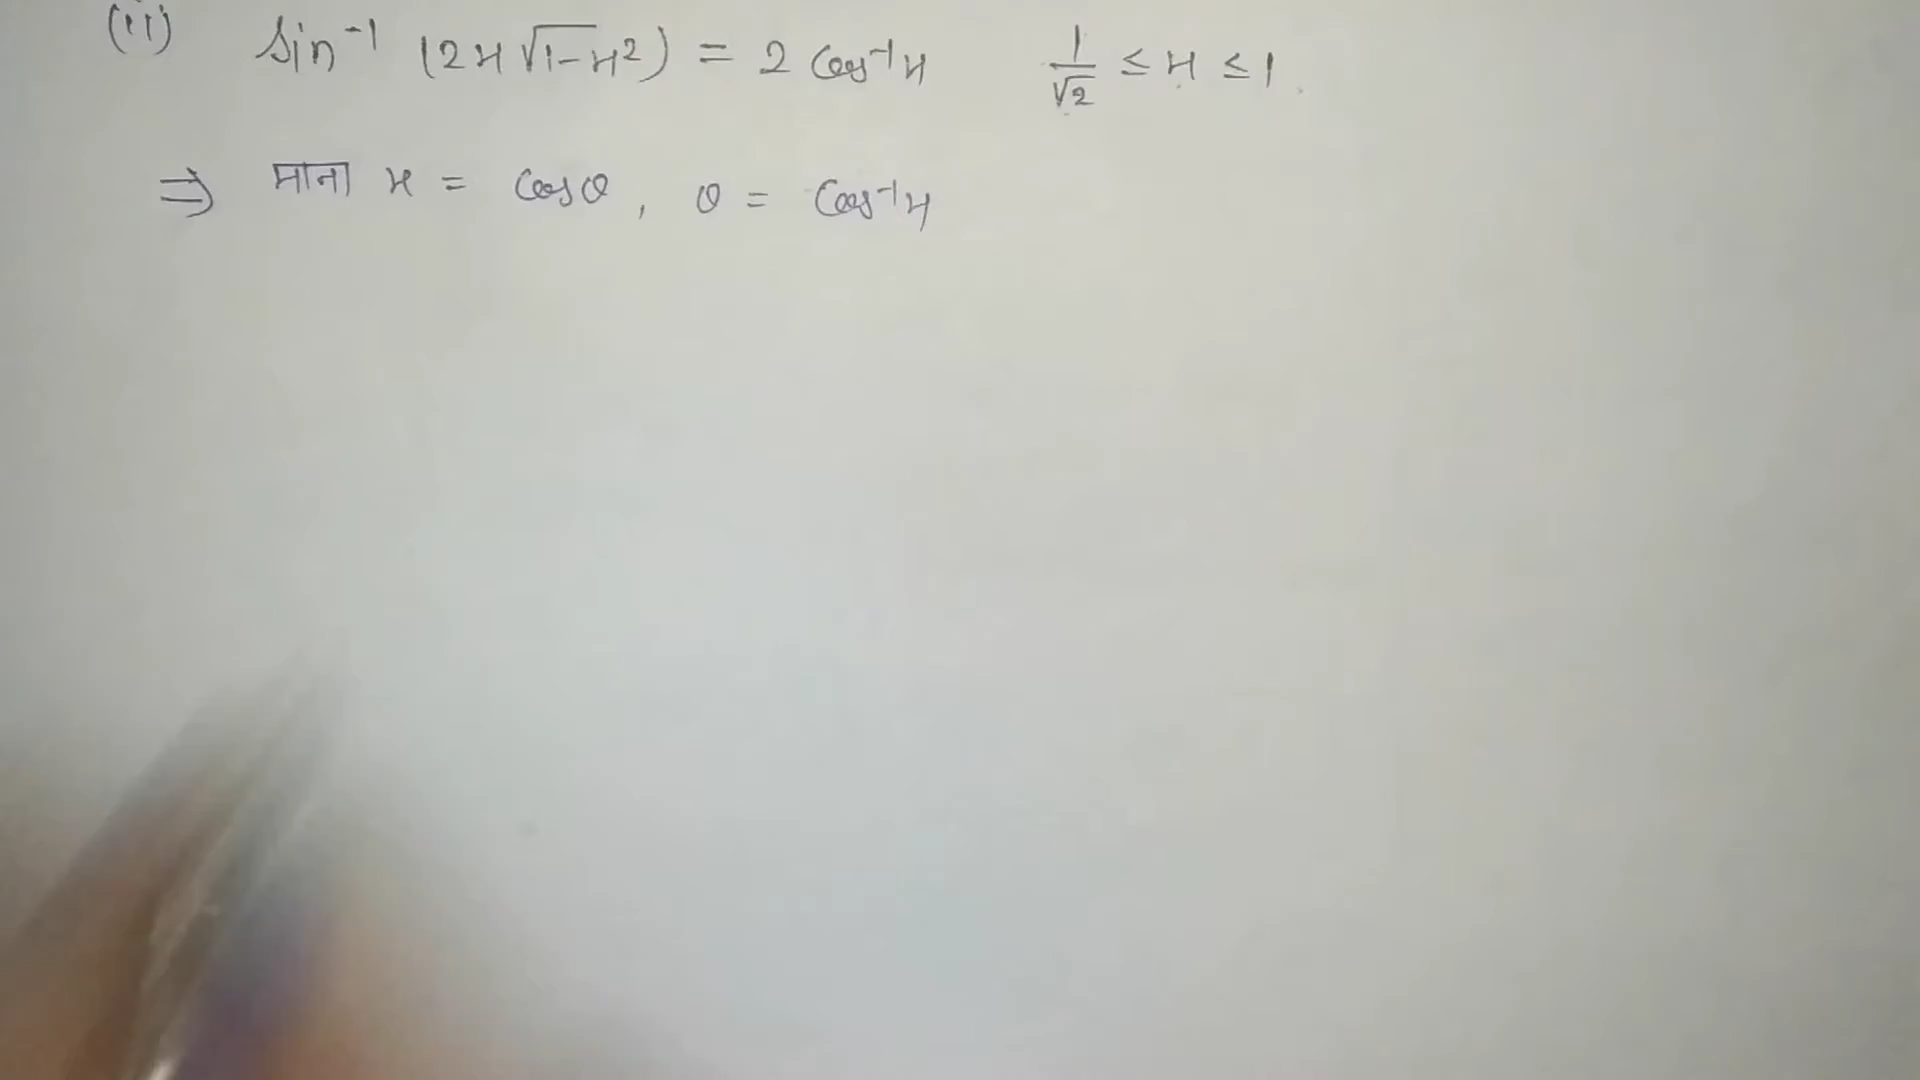 (ii) sin⁻¹ (2x√1-x²) = 2 cos⁻¹x 1/√2 ≤ x ≤ 1
⇒ माना x = cosθ, θ = cos⁻¹x